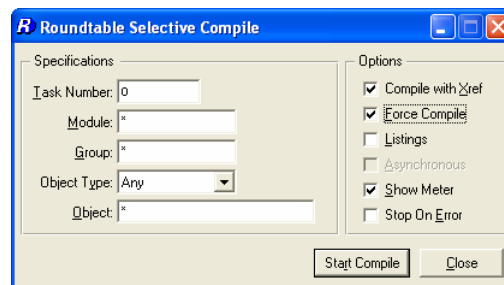 R Roundtable Selective Compile
Specifications
Task Number: 0
Module: *
Group: *
Object Type: Any
Object: *
Options
Compile with Xref
Force Compile
Listings
Asynchronous
Show Meter
Stop On Error
Start Compile
Close